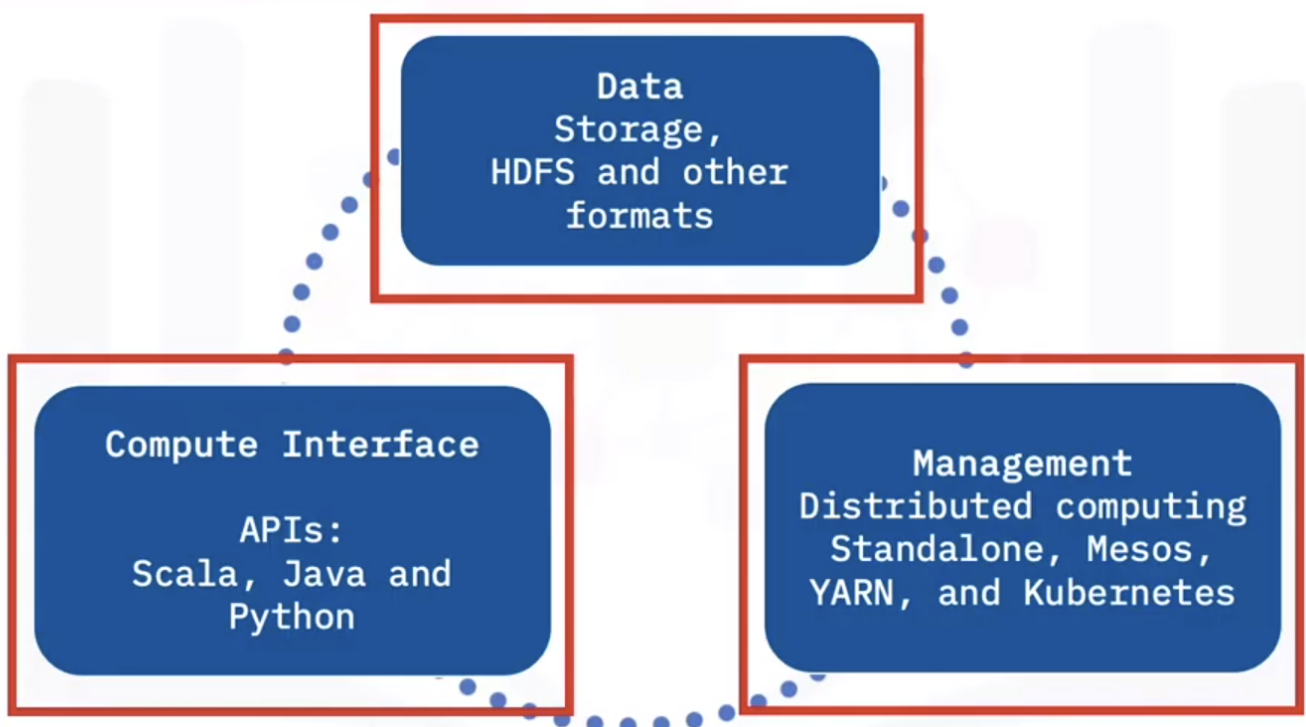 Data
Storage,
HDFS and other
formats
Compute Interface
APIs:
Scala, Java and
Python
Management
Distributed computing
Standalone, Mesos,
YARN, and Kubernetes